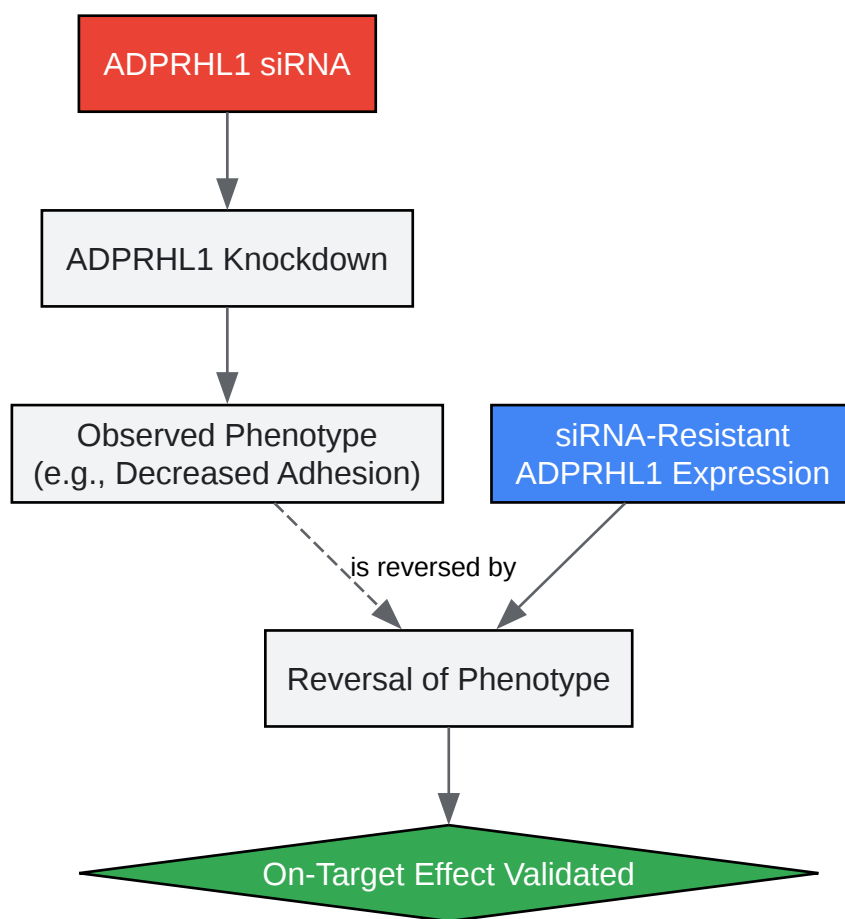 ADPRHL1 siRNA
ADPRHL1 Knockdown
Observed Phenotype
(e.g., Decreased Adhesion)
siRNA-Resistant
ADPRHL1 Expression
is reversed by
Reversal of Phenotype
On-Target Effect Validated